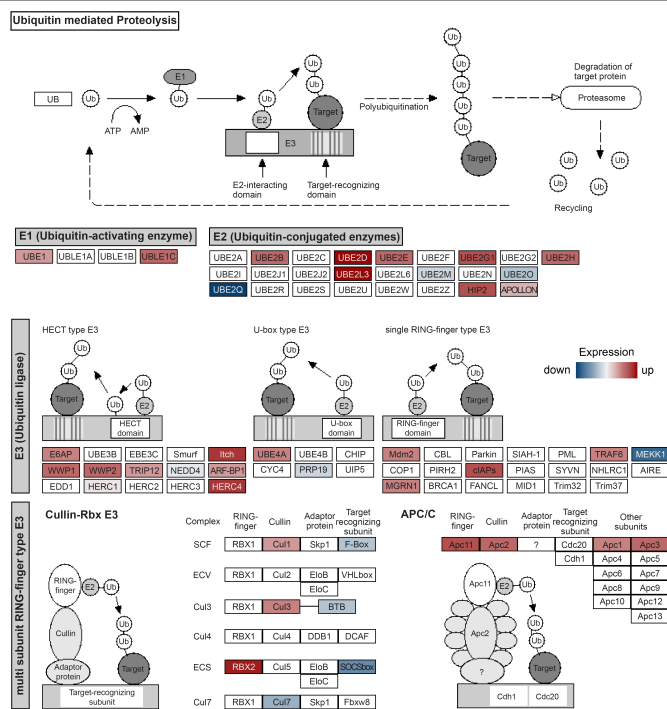 Ubiquitin mediated Proteolysis
UB
Ub
E1
Ub
ATP
AMP
Ub
E2
Ub
Ub
Target
E3
E2-interacting
domain
Target-recognizing
domain
Polyubiquitination
Ub
Ub
Ub
Ub
Ub
Target
Degradation of
target protein
Proteasome
Ub
Ub
Ub
Ub
Recycling
E1 (Ubiquitin-activating enzyme)
UBE1 UBLE1A UBLE1B UBLE1C
E2 (Ubiquitin-conjugated enzymes)
UBE2A UBE2B UBE2C UBE2D UBE2E UBE2F UBE2G1 UBE2G2 UBE2H
UBE2I UBE2J1 UBE2J2 UBE2L3 UBE2L6 UBE2M UBE2N UBE2O
UBE2Q UBE2R UBE2S UBE2U UBE2W UBE2Z HIP2 APOLLON
E3 (Ubiquitin ligase)
HECT type E3
Ub
Ub
Target
Ub
Ub
E2
HECT
domain
E6AP UBE3B EBE3C Smurf Itch
WWP1 WWP2 TRIP12 NEDD4 ARF-BP1
EDD1 HERC1 HERC2 HERC3 HERC4
U-box type E3
Ub
Ub
Target
Ub
E2
U-box
domain
UBE4A UBE4B CHIP
CYC4 PRP19 UIP5
single RING-finger type E3
Ub
Ub
Target
Ub
E2
RING-finger
domain
Expression
down up
Mdm2 CBL Parkin SIAH-1 PML TRAF6 MEKK1
COP1 PIRH2 cIAPs PIAS SYVN NHLRC1 AIRE
MGRN1 BRCA1 FANCL MID1 Trim32 Trim37
multi subunit RING-finger type E3
Cullin-Rbx E3
RING-
finger
E2
Ub
Cullin
Ub
Ub
Adaptor
protein
Target
Target-recognizing
subunit
Complex RING-finger Cullin Adaptor protein Target recognizing subunit
SCF RBX1 Cul1 Skp1 F-Box
ECV RBX1 Cul2 EloB VHLbox
EloC
Cul3 RBX1 Cul3 BTB
Cul4 RBX1 Cul4 DDB1 DCAF
ECS RBX2 Cul5 EloB SOCSbox
EloC
Cul7 RBX1 Cul7 Skp1 Fbxw8
APC/C
RING-finger Cullin Adaptor protein Target recognizing subunit Other subunits
Apc11 Apc2 ? Cdc20 Apc1 Apc3
Cdh1 Apc4 Apc5
Apc6 Apc7
Apc8 Apc9
Apc10 Apc12
Apc13
Apc11
E2
Ub
Apc2
Ub
Ub
?
Target
Cdh1 Cdc20